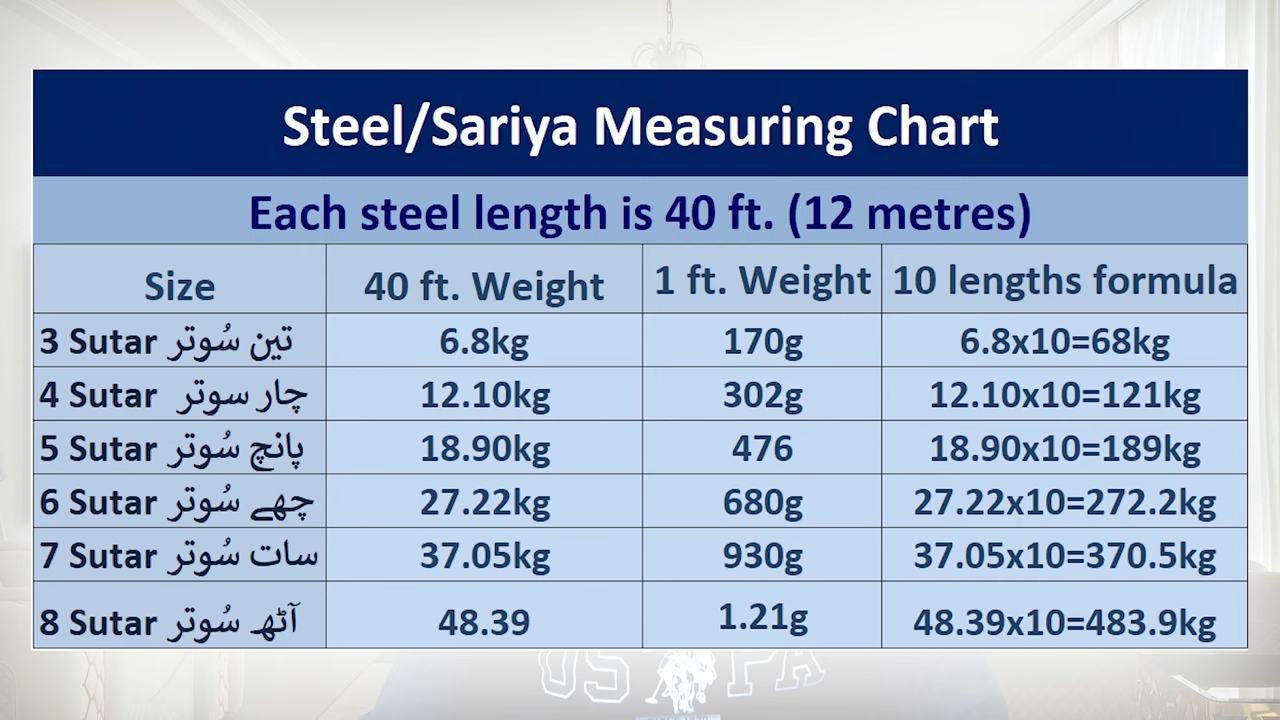 Steel/Sariya Measuring Chart
Each steel length is 40 ft. (12 metres)
Size 40 ft. Weight 1 ft. Weight 10 lengths formula
3 Sutar تین سُوتر 6.8kg 170g 6.8x10=68kg
4 Sutar چار سوتر 12.10kg 302g 12.10x10=121kg
5 Sutar پانچ سُوتر 18.90kg 476 18.90x10=189kg
6 Sutar چھے سُوتر 27.22kg 680g 27.22x10=272.2kg
7 Sutar سات سُوتر 37.05kg 930g 37.05x10=370.5kg
8 Sutar آٹھ سُوتر 48.39 1.21g 48.39x10=483.9kg
PA